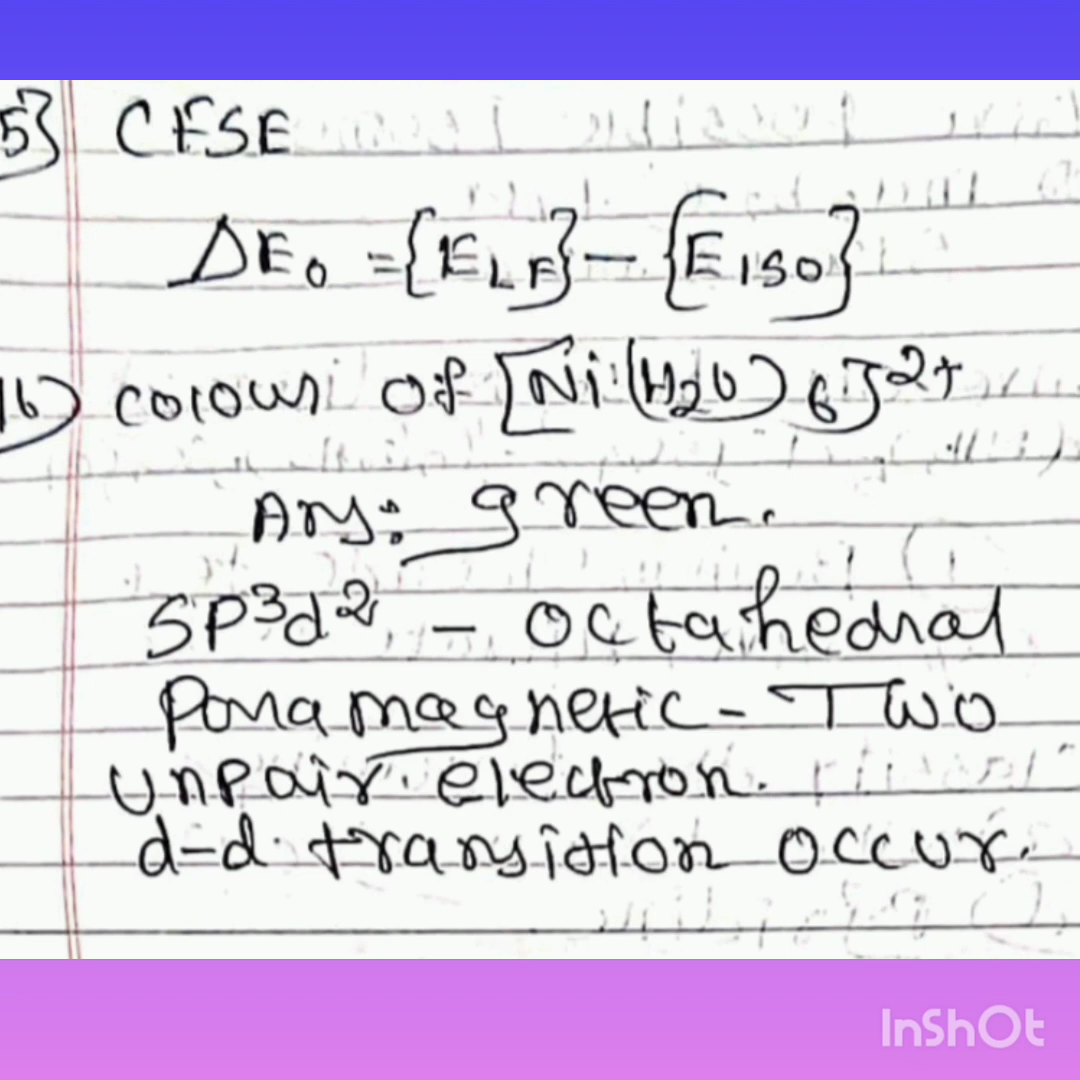 5} CFSE
ΔE₀ = {E_LF} - {E_ISO}
16) colour of [Ni(H₂O)₆]²⁺
Ans: green.
SP³d² - octahedral
Paramagnetic - Two
unpair electron.
d-d transition occur.
InShOt